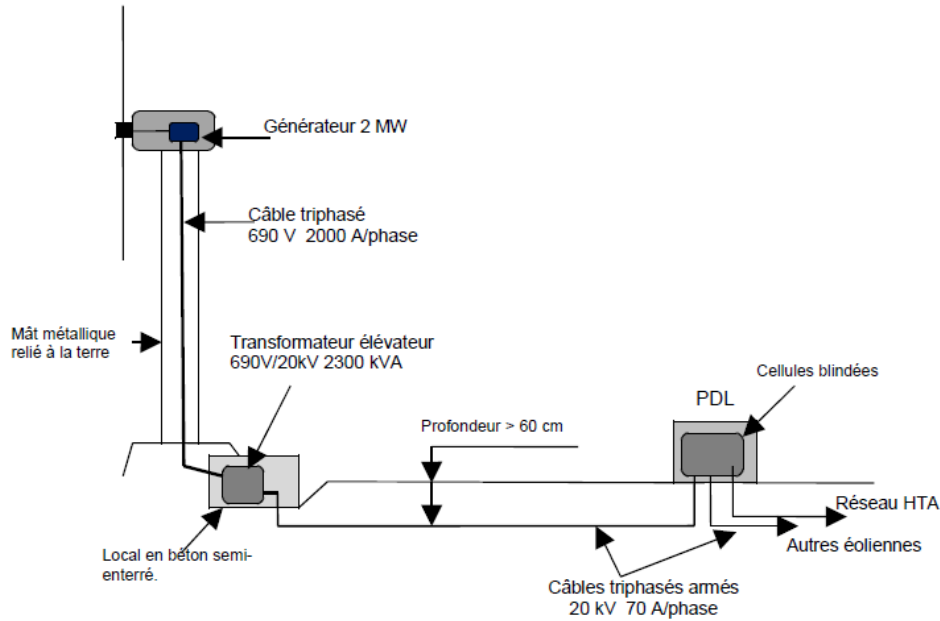 Générateur 2 MW
Câble triphasé
690 V 2000 A/phase
Mât métallique
relié à la terre
Transformateur élévateur
690V/20kV 2300 kVA
Cellules blindées
PDL
Profondeur > 60 cm
Réseau HTA
Autres éoliennes
Local en béton semi-
enterré.
Câbles triphasés armés
20 kV 70 A/phase